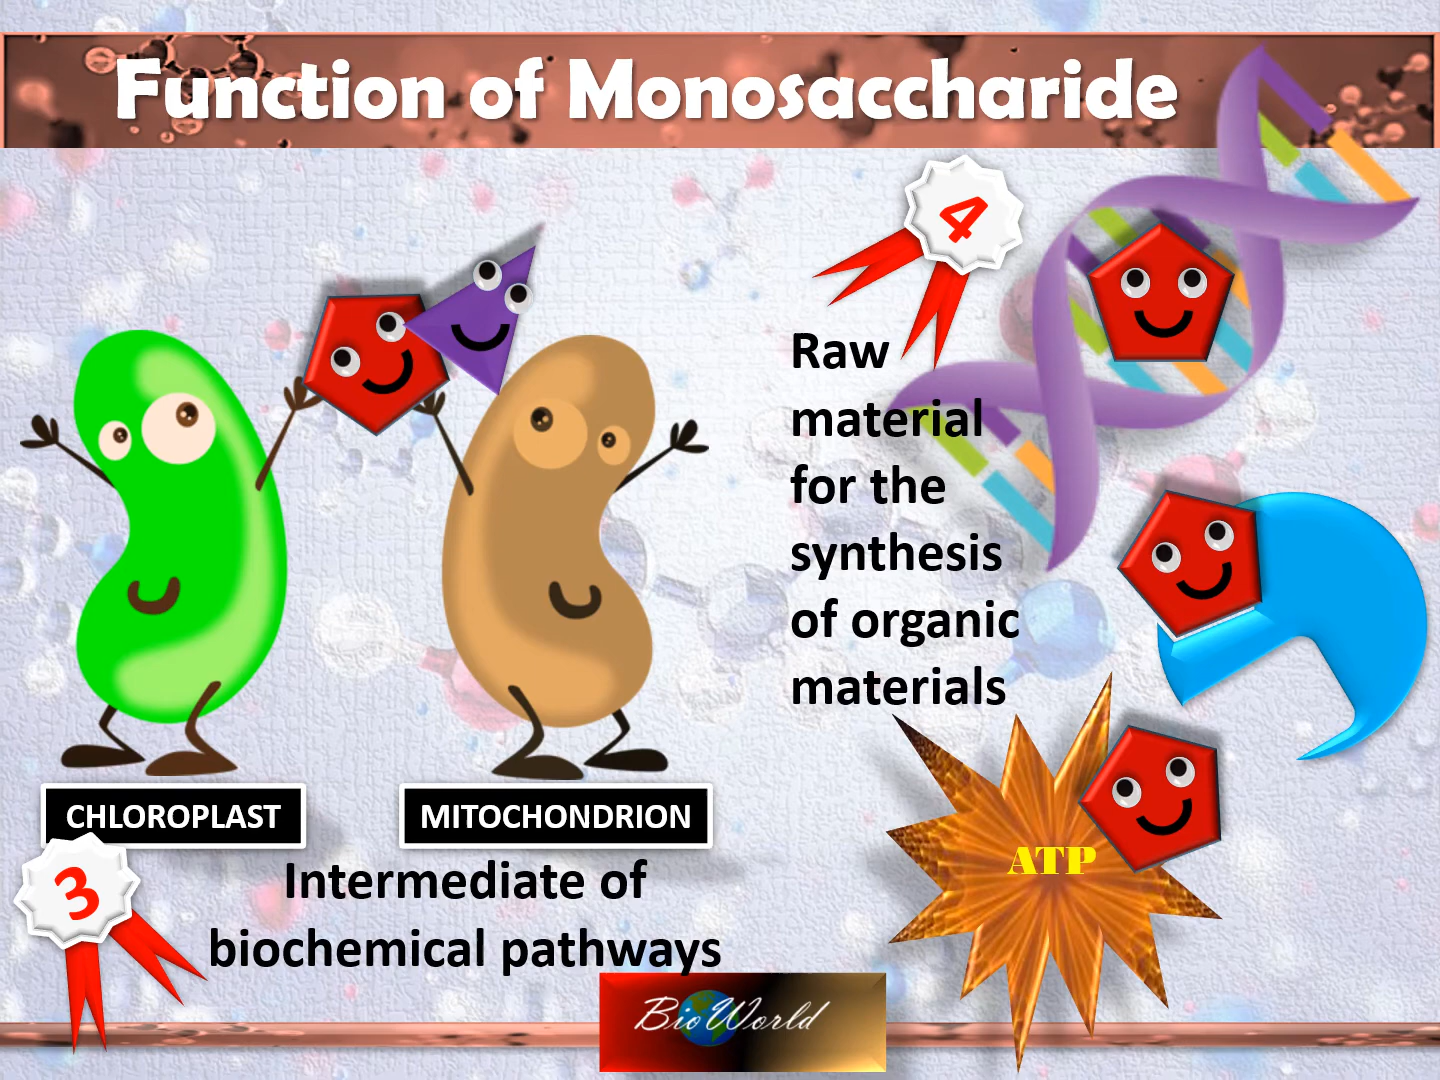 Function of Monosaccharide
4
Raw
material
for the
synthesis
of organic
materials
CHLOROPLAST
MITOCHONDRION
3
Intermediate of
biochemical pathways
ATP
BioWorld